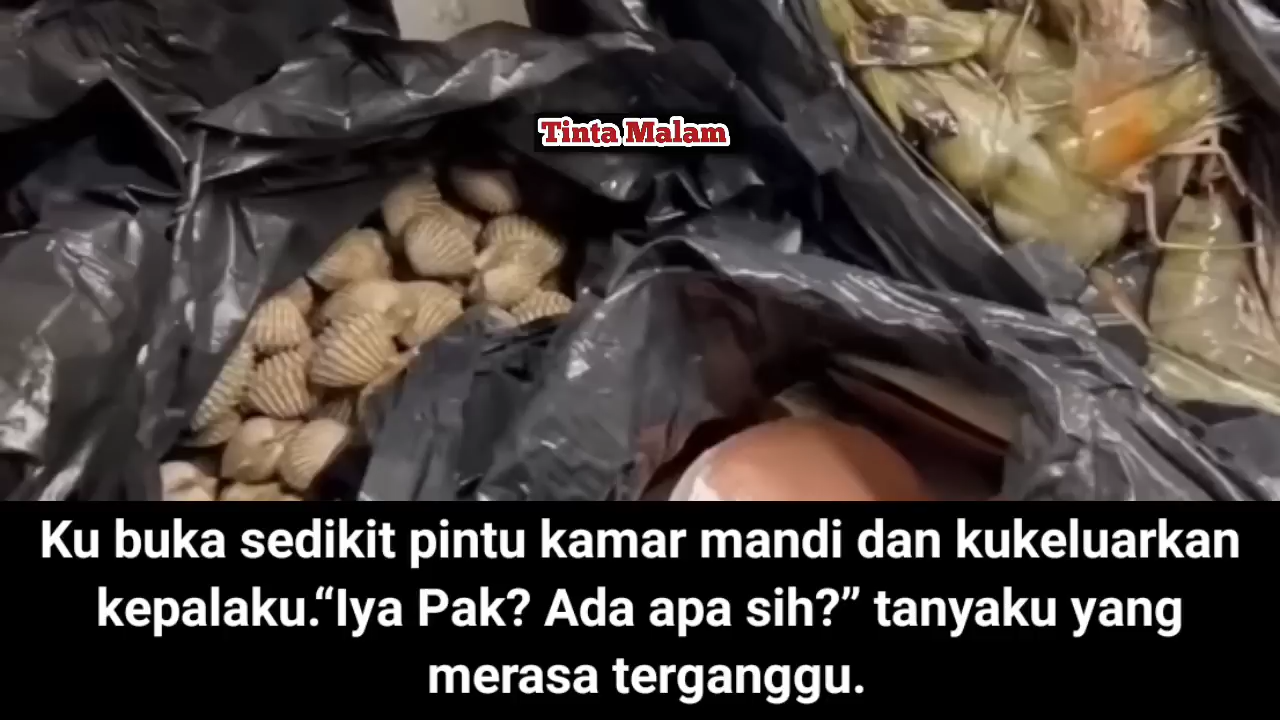 Tinta Malam
Ku buka sedikit pintu kamar mandi dan kukeluarkan
kepalaku.“Iya Pak? Ada apa sih?” tanyaku yang
merasa terganggu.